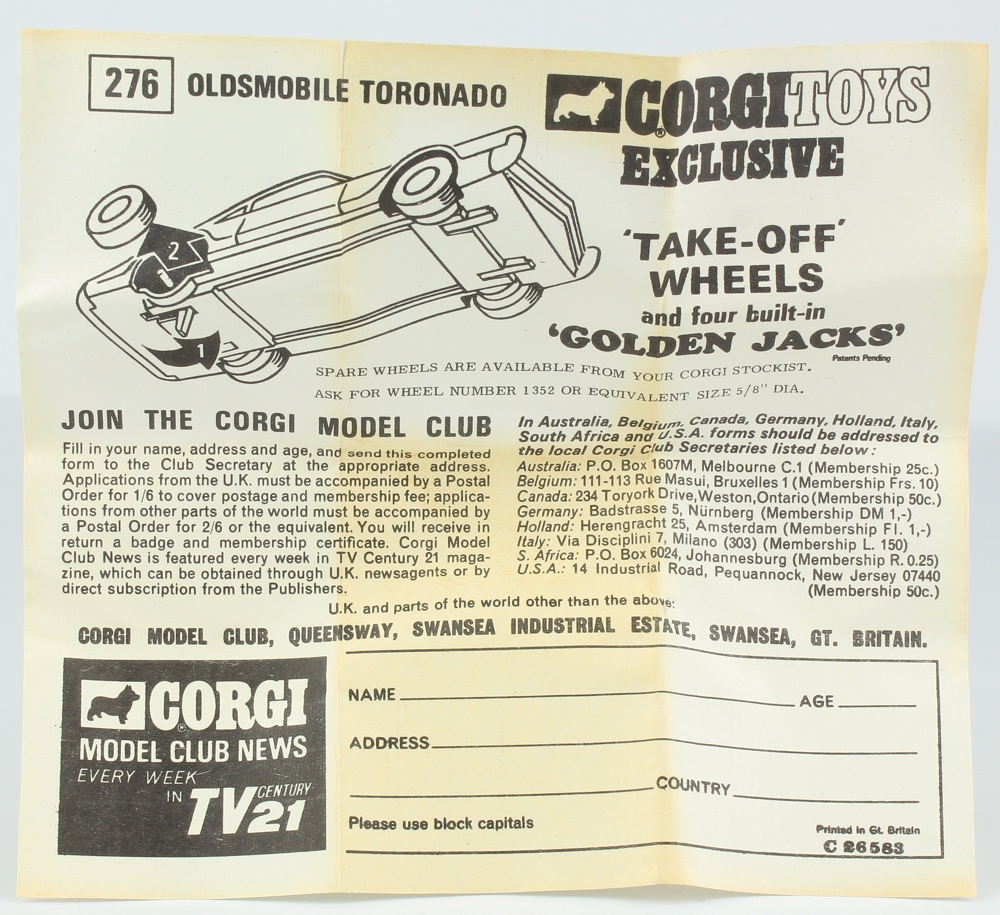 276 OLDSMOBILE TORONADO
CORGI TOYS
®
EXCLUSIVE
'TAKE-OFF'
WHEELS
and four built-in
'GOLDEN JACKS'
Patents Pending
2
1
SPARE WHEELS ARE AVAILABLE FROM YOUR CORGI STOCKIST.
ASK FOR WHEEL NUMBER 1352 OR EQUIVALENT SIZE 5/8" DIA.
JOIN THE CORGI MODEL CLUB
Fill in your name, address and age, and send this completed
form to the Club Secretary at the appropriate address.
Applications from the U.K. must be accompanied by a Postal
Order for 1/6 to cover postage and membership fee; applica-
tions from other parts of the world must be accompanied by
a Postal Order for 2/6 or the equivalent. You will receive in
return a badge and membership certificate. Corgi Model
Club News is featured every week in TV Century 21 maga-
zine, which can be obtained through U.K. newsagents or by
direct subscription from the Publishers.
In Australia, Belgium, Canada, Germany, Holland, Italy,
South Africa and U.S.A. forms should be addressed to
the local Corgi Club Secretaries listed below:
Australia: P.O. Box 1607M, Melbourne C.1 (Membership 25c.)
Belgium: 111-113 Rue Masui, Bruxelles 1 (Membership Frs. 10)
Canada: 234 Toryork Drive, Weston, Ontario (Membership 50c.)
Germany: Badstrasse 5, Nürnberg (Membership DM 1,-)
Holland: Herengracht 25, Amsterdam (Membership Fl. 1,-)
Italy: Via Disciplini 7, Milano (303) (Membership L. 150)
S. Africa: P.O. Box 6024, Johannesburg (Membership R. 0.25)
U.S.A.: 14 Industrial Road, Pequannock, New Jersey 07440
(Membership 50c.)
U.K. and parts of the world other than the above:
CORGI MODEL CLUB, QUEENSWAY, SWANSEA INDUSTRIAL ESTATE, SWANSEA, GT. BRITAIN.
CORGI
®
MODEL CLUB NEWS
EVERY WEEK
IN TV CENTURY 21
NAME AGE
ADDRESS
COUNTRY
Please use block capitals
Printed in Gt. Britain
C 26583